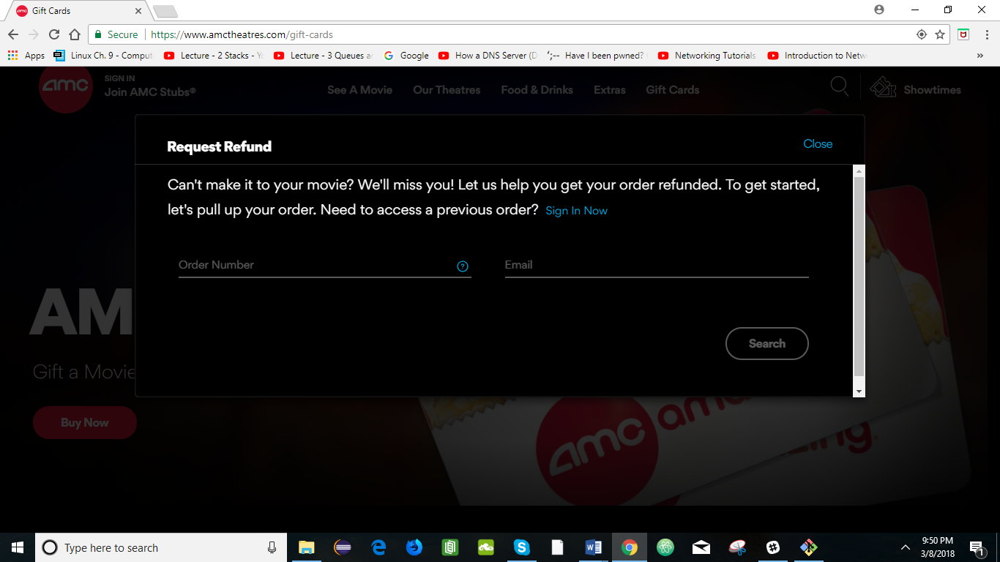 Gift Cards
Secure https://www.amctheatres.com/gift-cards
Apps Linux Ch. 9 - Comput Lecture - 2 Stacks - Lecture - 3 Queues Google How a DNS Server Have I been pwned? Networking Tutorials Introduction to Netw »
amc
SIGN IN
Join AMC Stubs®
See A Movie Our Theatres Food & Drinks Extras Gift Cards Showtimes
Request Refund Close
Can't make it to your movie? We'll miss you! Let us help you get your order refunded. To get started,
let's pull up your order. Need to access a previous order? Sign In Now
Order Number ? Email
AM
Search
Gift a Movie
Buy Now
amc
Type here to search
9:50 PM
3/8/2018
1